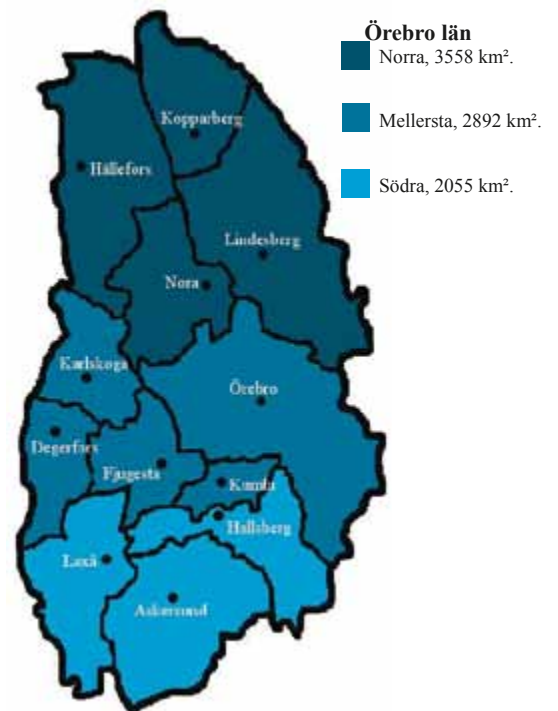 Örebro län
Norra, 3558 km².
Mellersta, 2892 km².
Södra, 2055 km².
Kopparberg
Hällefors
Lindesberg
Nora
Karlskoga
Örebro
Degerfors
Fjugesta
Kumla
Hallsberg
Laxå
Askersund